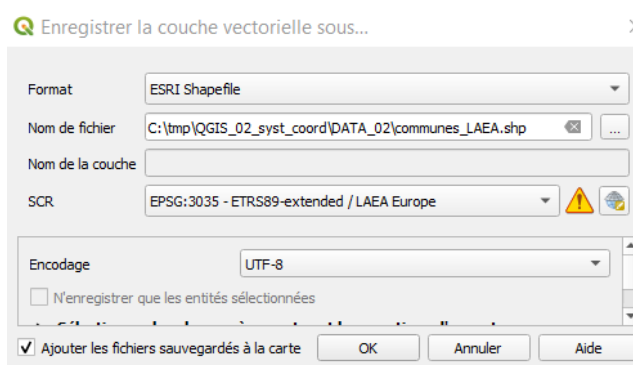 Enregistrer la couche vectorielle sous...
Format ESRI Shapefile
Nom de fichier C:\tmp\QGIS_02_syst_coord\DATA_02\communes_LAEA.shp ...
Nom de la couche
SCR EPSG:3035 - ETRS89-extended / LAEA Europe
Encodage UTF-8
N'enregistrer que les entités sélectionnées
Ajouter les fichiers sauvegardés à la carte OK Annuler Aide